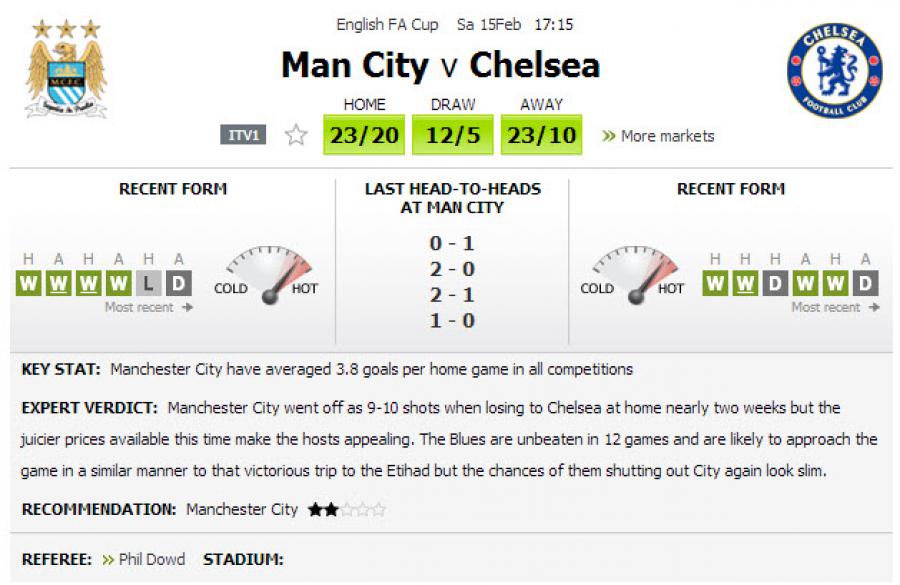 English FA Cup Sa 15Feb 17:15
Man City v Chelsea
HOME DRAW AWAY
ITV1 23/20 12/5 23/10 » More markets
M.C.F.C.
CHELSEA
FOOTBALL CLUB
RECENT FORM
H A H A H A
W W W W L D
Most recent
COLD HOT
LAST HEAD-TO-HEADS
AT MAN CITY
0 - 1
2 - 0
2 - 1
1 - 0
RECENT FORM
COLD HOT
H H H A H A
W W D W W D
Most recent
KEY STAT: Manchester City have averaged 3.8 goals per home game in all competitions
EXPERT VERDICT: Manchester City went off as 9-10 shots when losing to Chelsea at home nearly two weeks but the
juicier prices available this time make the hosts appealing. The Blues are unbeaten in 12 games and are likely to approach the
game in a similar manner to that victorious trip to the Etihad but the chances of them shutting out City again look slim.
RECOMMENDATION: Manchester City
REFEREE: » Phil Dowd STADIUM: